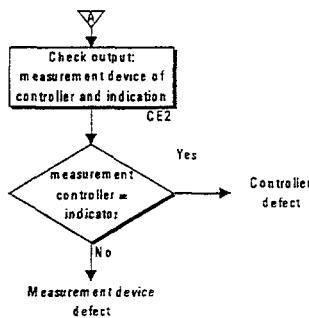 A
Check output:
measurement device of
controller and indication
CE2
Yes
measurement
controller =
indicator
Controller
defect
No
Measurement device
defect